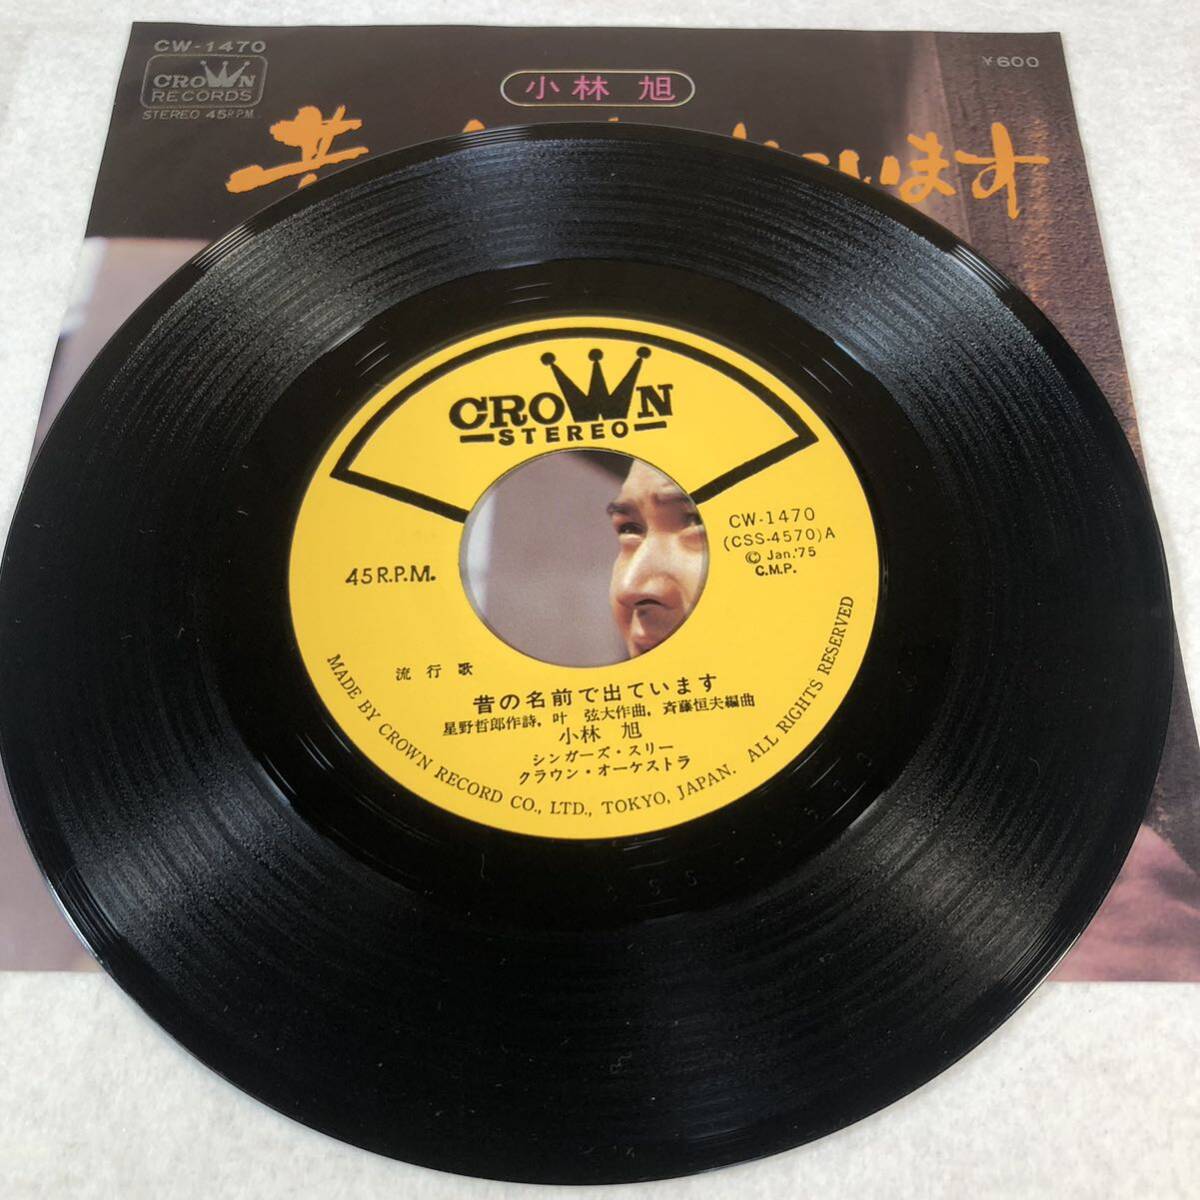 CW-1470
CROWN
RECORDS
STEREO 45R.P.M.
小林 旭
¥600
昔
います
CROWN
STEREO
CW-1470
(CSS-4570)A
© Jan.'75
C.M.P.
45R.P.M.
流行歌
昔の名前で出ています
星野哲郎作詩, 叶 弦大作曲, 斉藤恒夫編曲
小林 旭
シンガーズ・スリー
クラウン・オーケストラ
MADE BY CROWN RECORD CO., LTD., TOKYO, JAPAN. ALL RIGHTS RESERVED